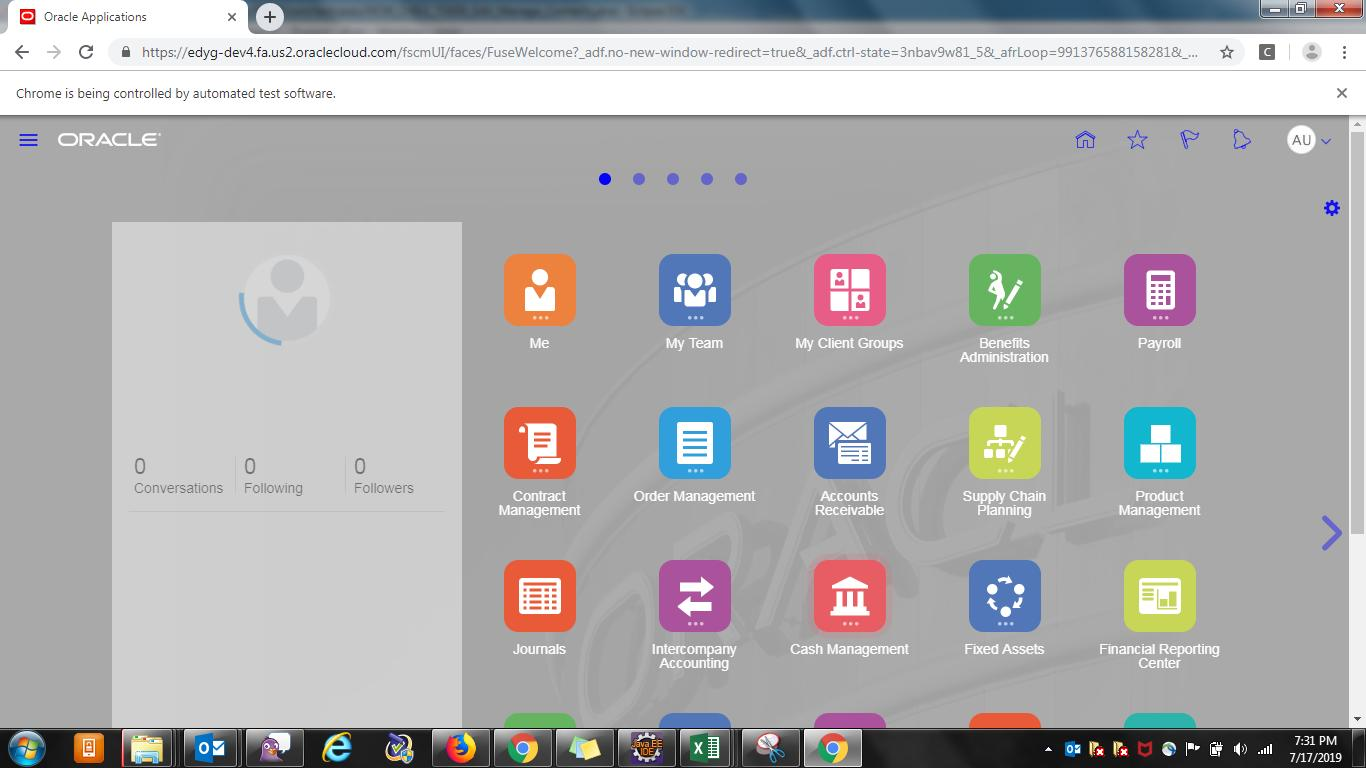 Oracle Applications
https://edyg-dev4.fa.us2.oraclecloud.com/fscmUI/faces/FuseWelcome?_adf.no-new-window-redirect=true&_adf.ctrl-state=3nbav9w81_5&_afrLoop=991376588158281&_...
C
Chrome is being controlled by automated test software.
ORACLE
AU
Me
My Team
My Client Groups
Benefits
Administration
Payroll
0
Conversations
0
Following
0
Followers
Contract
Management
Order Management
Accounts
Receivable
Supply Chain
Planning
Product
Management
Journals
Intercompany
Accounting
Cash Management
Fixed Assets
Financial Reporting
Center
ORACL
Java EE
IDE
7:31 PM
7/17/2019